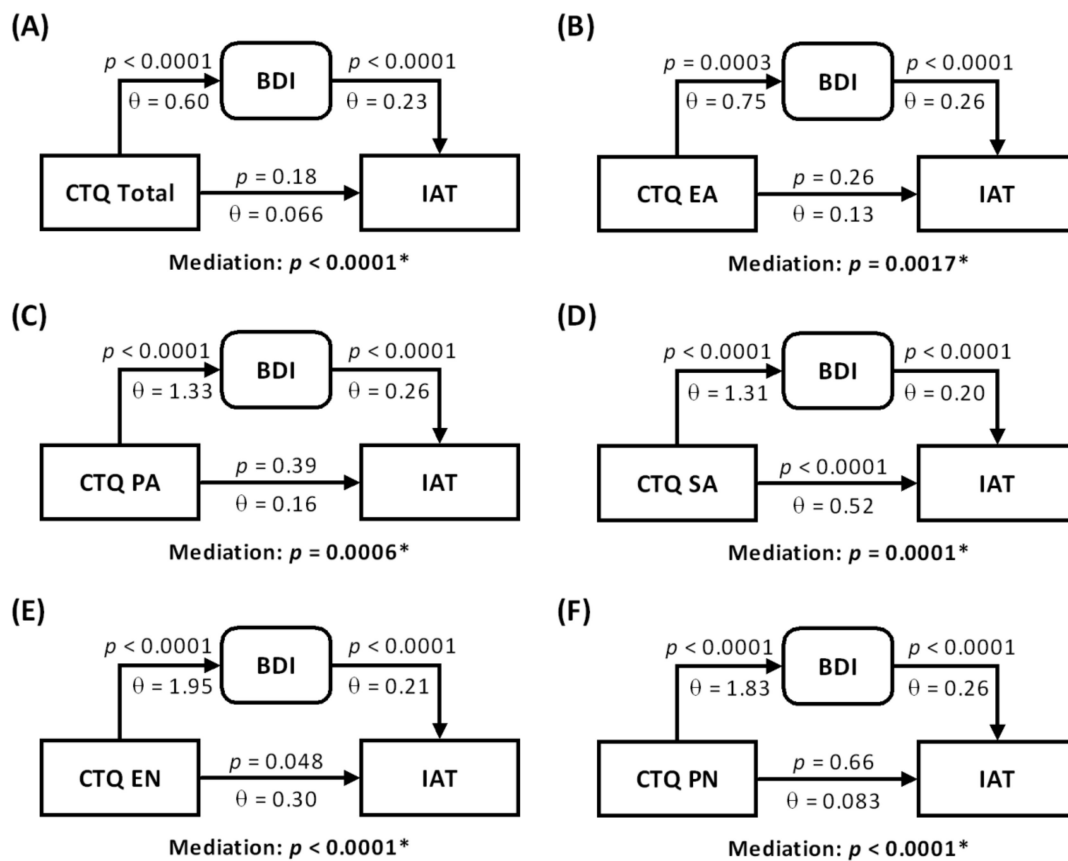 (A)
p < 0.0001
BDI
p < 0.0001
θ = 0.60
θ = 0.23
CTQ Total
p = 0.18
θ = 0.066
IAT
Mediation: p < 0.0001*
(B)
p = 0.0003
BDI
p < 0.0001
θ = 0.75
θ = 0.26
CTQ EA
p = 0.26
θ = 0.13
IAT
Mediation: p = 0.0017*
(C)
p < 0.0001
BDI
p < 0.0001
θ = 1.33
θ = 0.26
CTQ PA
p = 0.39
θ = 0.16
IAT
Mediation: p = 0.0006*
(D)
p < 0.0001
BDI
p < 0.0001
θ = 1.31
θ = 0.20
CTQ SA
p < 0.0001
θ = 0.52
IAT
Mediation: p = 0.0001*
(E)
p < 0.0001
BDI
p < 0.0001
θ = 1.95
θ = 0.21
CTQ EN
p = 0.048
θ = 0.30
IAT
Mediation: p < 0.0001*
(F)
p < 0.0001
BDI
p < 0.0001
θ = 1.83
θ = 0.26
CTQ PN
p = 0.66
θ = 0.083
IAT
Mediation: p < 0.0001*